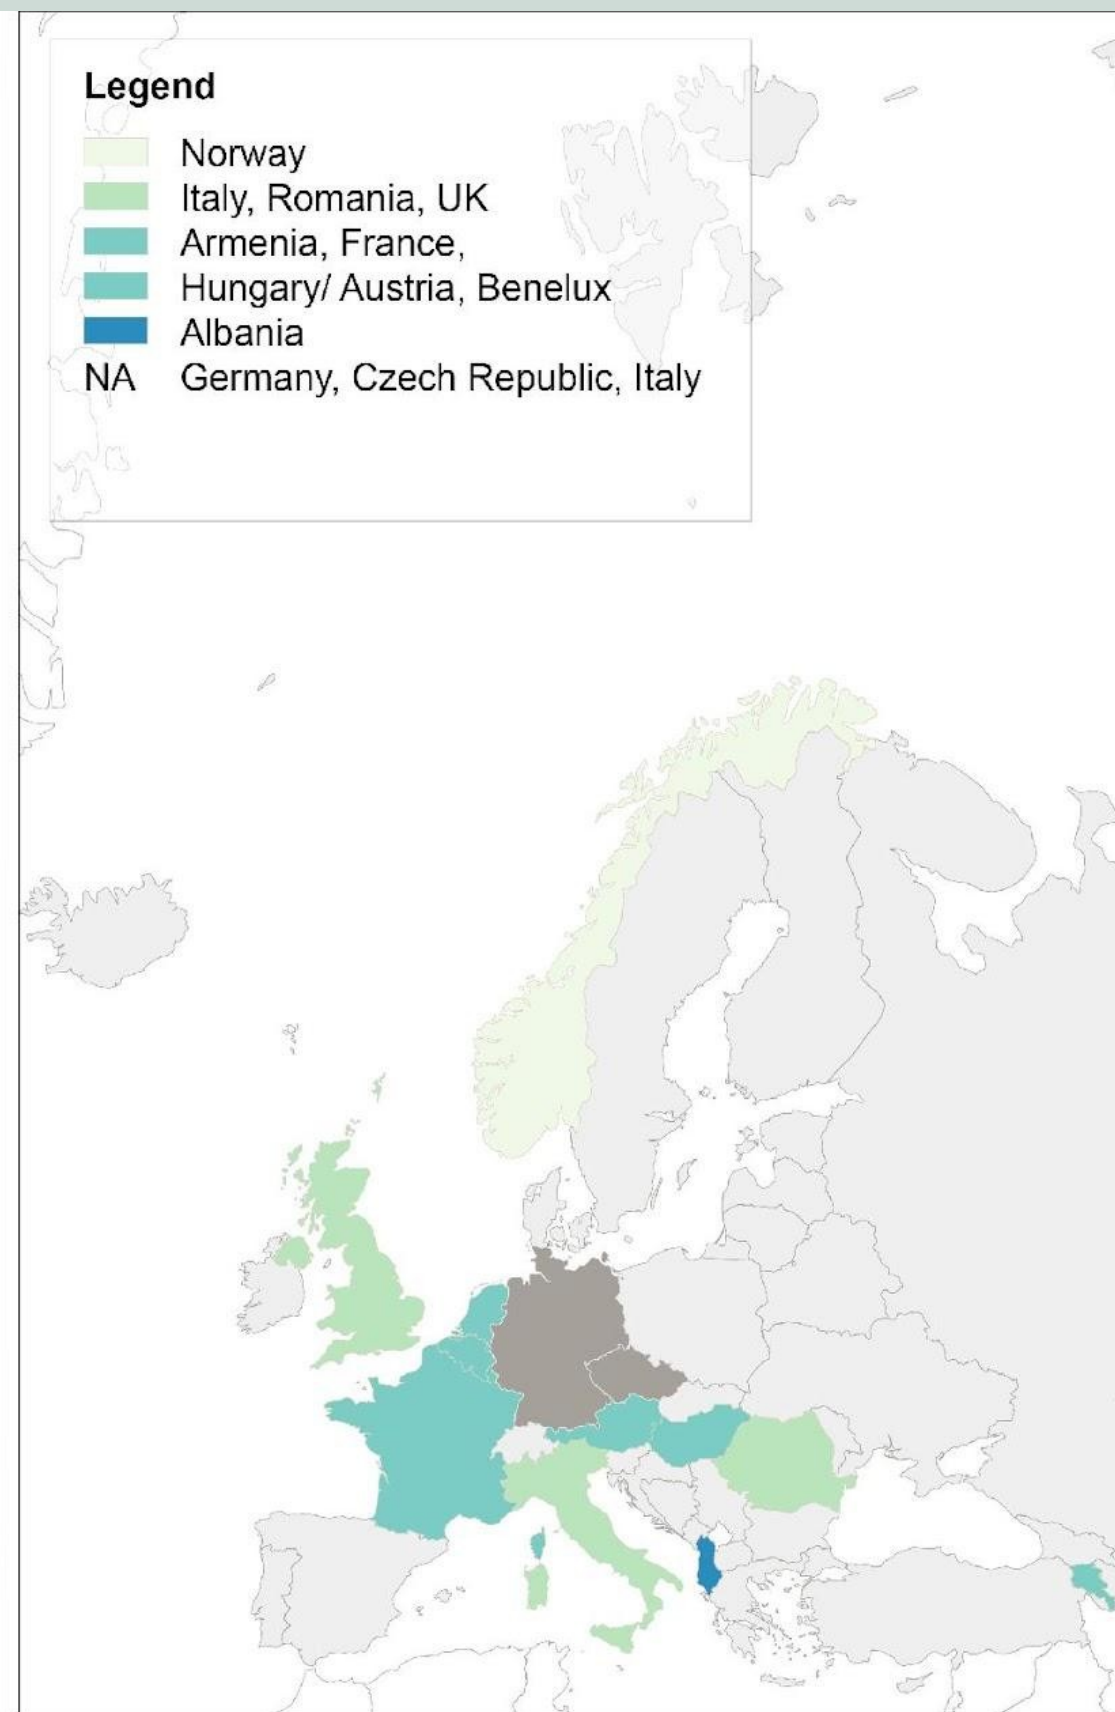 Legend
Norway
Italy, Romania, UK
Armenia, France,
Hungary/ Austria, Benelux
Albania
NA Germany, Czech Republic, Italy